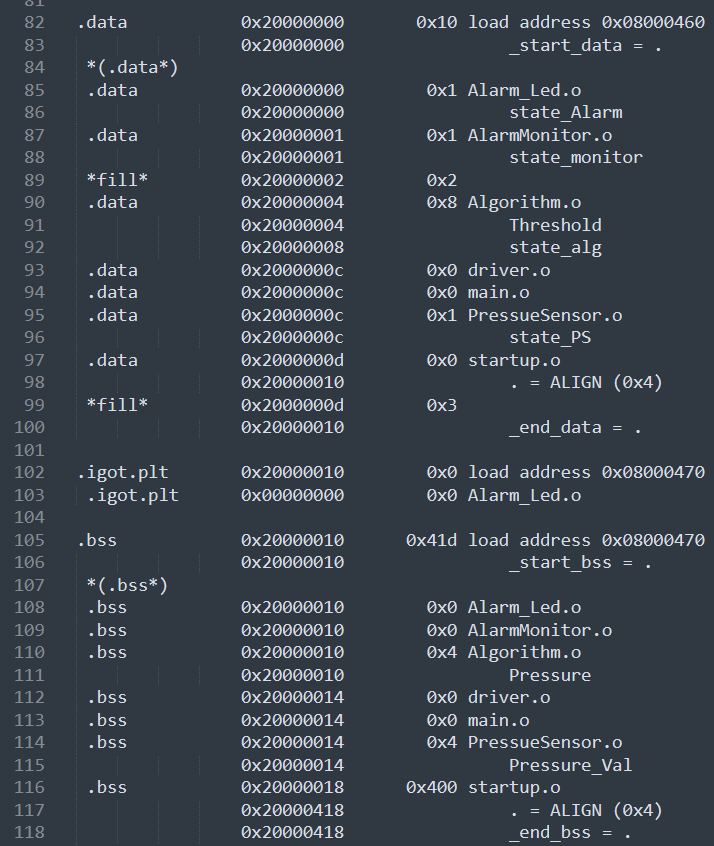 81
82 .data 0x20000000 0x10 load address 0x08000460
83 0x20000000 _start_data = .
84 *(.data*)
85 .data 0x20000000 0x1 Alarm_Led.o
86 0x20000000 state_Alarm
87 .data 0x20000001 0x1 AlarmMonitor.o
88 0x20000001 state_monitor
89 *fill* 0x20000002 0x2
90 .data 0x20000004 0x8 Algorithm.o
91 0x20000004 Threshold
92 0x20000008 state_alg
93 .data 0x2000000c 0x0 driver.o
94 .data 0x2000000c 0x0 main.o
95 .data 0x2000000c 0x1 PressueSensor.o
96 0x2000000c state_PS
97 .data 0x2000000d 0x0 startup.o
98 0x20000010 . = ALIGN (0x4)
99 *fill* 0x2000000d 0x3
100 0x20000010 _end_data = .
101
102 .igot.plt 0x20000010 0x0 load address 0x08000470
103 .igot.plt 0x00000000 0x0 Alarm_Led.o
104
105 .bss 0x20000010 0x41d load address 0x08000470
106 0x20000010 _start_bss = .
107 *(.bss*)
108 .bss 0x20000010 0x0 Alarm_Led.o
109 .bss 0x20000010 0x0 AlarmMonitor.o
110 .bss 0x20000010 0x4 Algorithm.o
111 0x20000010 Pressure
112 .bss 0x20000014 0x0 driver.o
113 .bss 0x20000014 0x0 main.o
114 .bss 0x20000014 0x4 PressueSensor.o
115 0x20000014 Pressure_Val
116 .bss 0x20000018 0x400 startup.o
117 0x20000418 . = ALIGN (0x4)
118 0x20000418 _end_bss = .